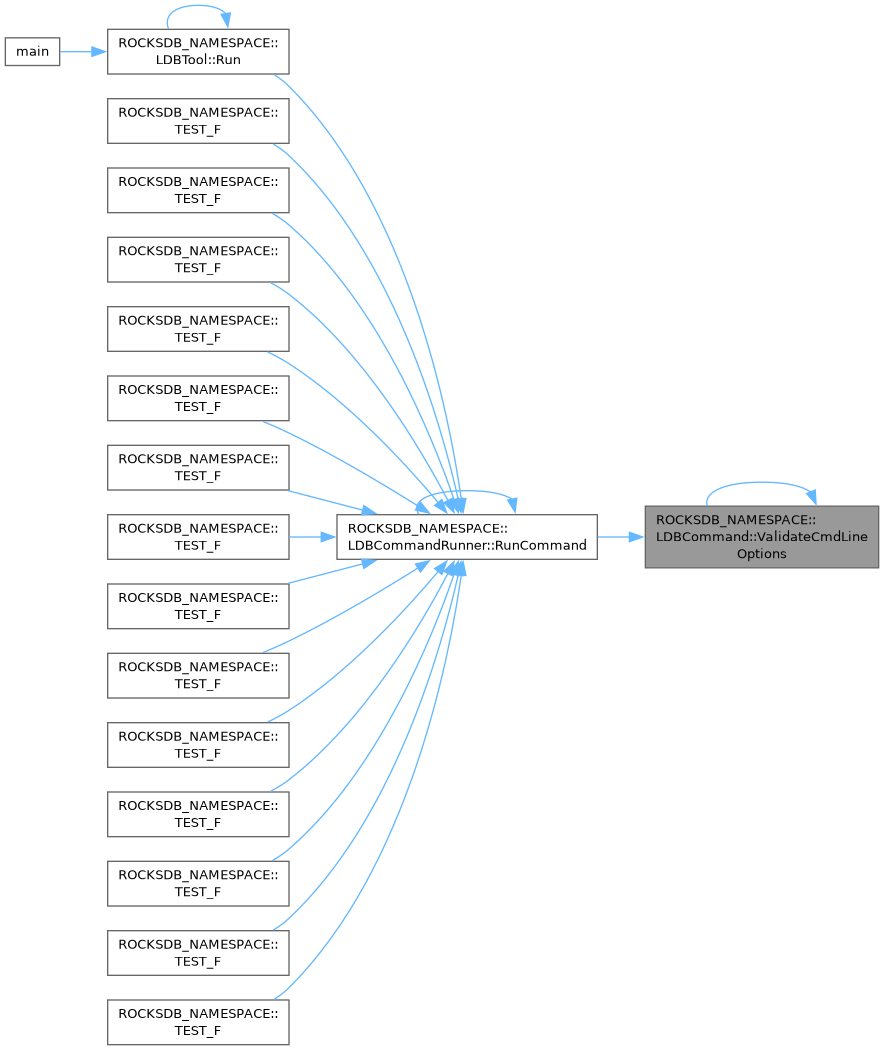 main
ROCKSDB_NAMESPACE::
LDBTool::Run
ROCKSDB_NAMESPACE::
TEST_F
ROCKSDB_NAMESPACE::
TEST_F
ROCKSDB_NAMESPACE::
TEST_F
ROCKSDB_NAMESPACE::
TEST_F
ROCKSDB_NAMESPACE::
TEST_F
ROCKSDB_NAMESPACE::
TEST_F
ROCKSDB_NAMESPACE::
TEST_F
ROCKSDB_NAMESPACE::
TEST_F
ROCKSDB_NAMESPACE::
TEST_F
ROCKSDB_NAMESPACE::
TEST_F
ROCKSDB_NAMESPACE::
TEST_F
ROCKSDB_NAMESPACE::
TEST_F
ROCKSDB_NAMESPACE::
TEST_F
ROCKSDB_NAMESPACE::
TEST_F
ROCKSDB_NAMESPACE::
LDBCommandRunner::RunCommand
ROCKSDB_NAMESPACE::
LDBCommand::ValidateCmdLine
Options